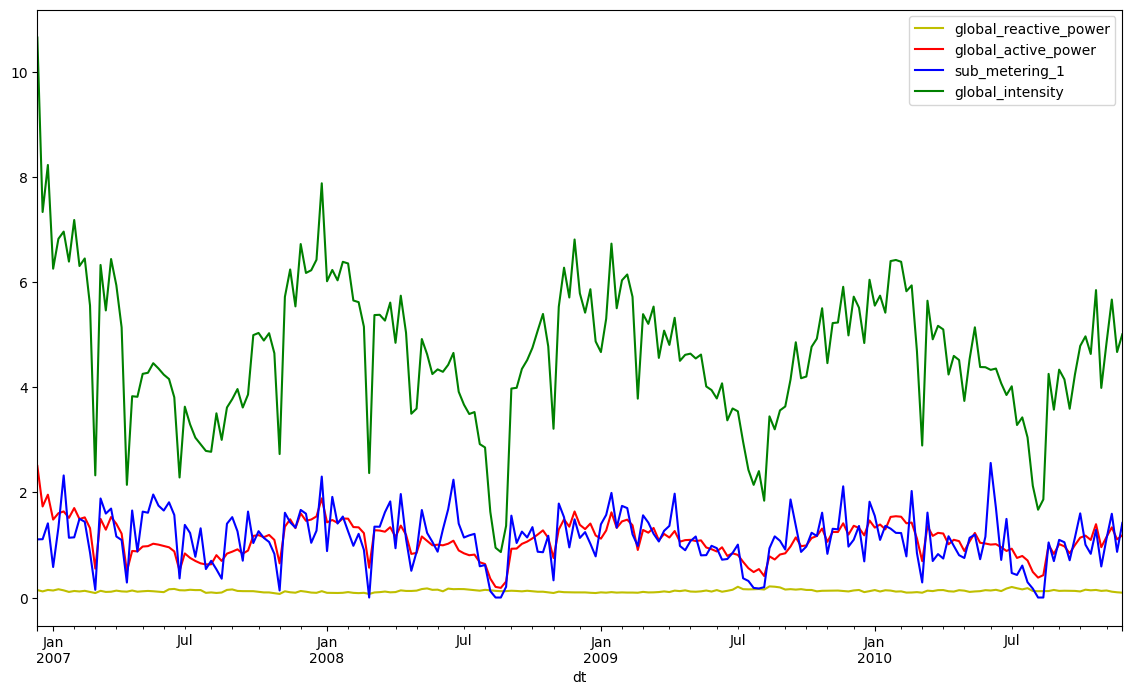 global_reactive_power
global_active_power
sub_metering_1
global_intensity
10
8
6
4
2
0
Jan Jul Jan Jul Jan Jul Jan Jul
2007 2008 2009 2010
dt